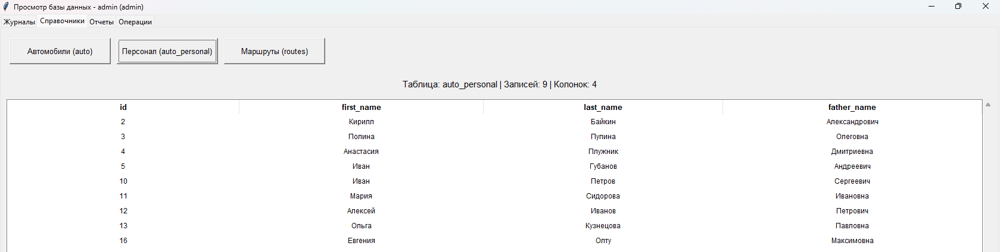 Просмотр базы данных - admin (admin)
Журналы Справочники Отчеты Операции
Автомобили (auto) Персонал (auto_personal) Маршруты (routes)
Таблица: auto_personal | Записей: 9 | Колонок: 4
id first_name last_name father_name
2 Кирилл Байкин Александрович
3 Полина Пупина Олеговна
4 Анастасия Плужник Дмитриевна
5 Иван Губанов Андреевич
10 Иван Петров Сергеевич
11 Мария Сидорова Ивановна
12 Алексей Иванов Петрович
13 Ольга Кузнецова Павловна
16 Евгения Олту Максимовна